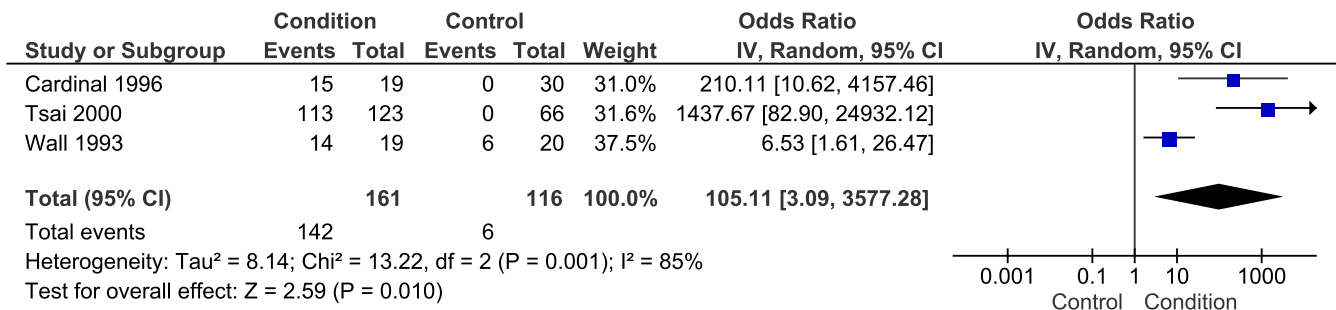 Condition Control Odds Ratio Odds Ratio
Study or Subgroup Events Total Events Total Weight IV, Random, 95% CI IV, Random, 95% CI
Cardinal 1996 15 19 0 30 31.0% 210.11 [10.62, 4157.46]
Tsai 2000 113 123 0 66 31.6% 1437.67 [82.90, 24932.12]
Wall 1993 14 19 6 20 37.5% 6.53 [1.61, 26.47]
Total (95% CI) 161 116 100.0% 105.11 [3.09, 3577.28]
Total events 142 6
Heterogeneity: Tau² = 8.14; Chi² = 13.22, df = 2 (P = 0.001); I² = 85%
Test for overall effect: Z = 2.59 (P = 0.010)
0.001 0.1 1 10 1000
Control Condition